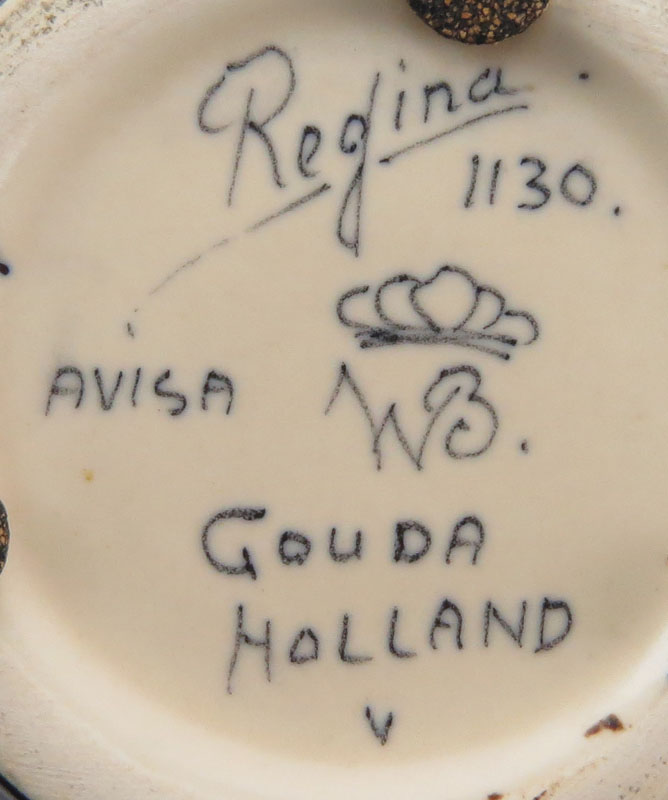 Regina
1130.
AVISA
WB.
GOUDA
HOLLAND
V